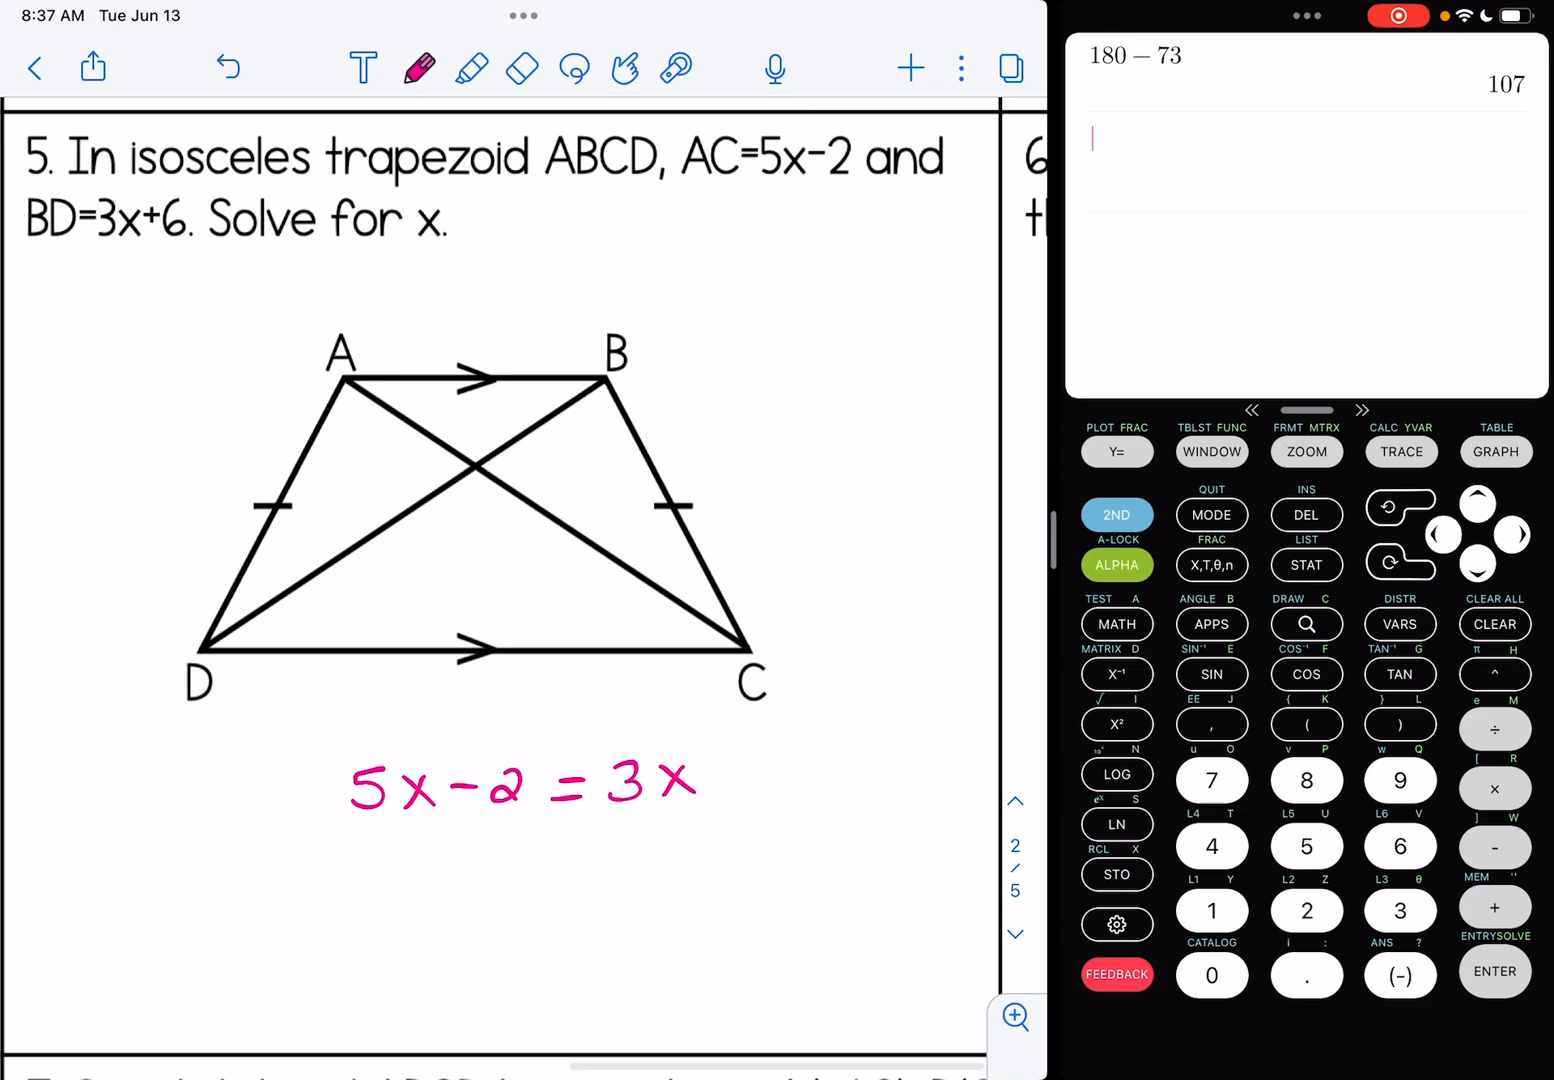 8:37 AM Tue Jun 13
5. In isosceles trapezoid ABCD, AC=5x-2 and
BD=3x+6. Solve for x.
A
B
D
C
5x-2=3x
6
2
/
5
180 – 73
107
PLOT FRAC TBLST FUNC FRMT MTRX CALC YVAR TABLE
Y= WINDOW ZOOM TRACE GRAPH
QUIT INS
2ND MODE DEL
A-LOCK FRAC LIST
ALPHA X,T,θ,n STAT
TEST A ANGLE B DRAW C DISTR CLEAR ALL
MATH APPS VARS CLEAR
MATRIX D SIN⁻¹ E COS⁻¹ F TAN⁻¹ G π H
X⁻¹ SIN COS TAN ^
√ I EE J { K } L e M
X² , ( ) ÷
10ˣ N u O v P w Q [ R
LOG 7 8 9 ×
eˣ S L4 T L5 U L6 V ] W
LN 4 5 6 -
RCL X L1 Y L2 Z L3 θ MEM "
STO 1 2 3 +
CATALOG i : ANS ? ENTRY SOLVE
FEEDBACK 0 . (-) ENTER